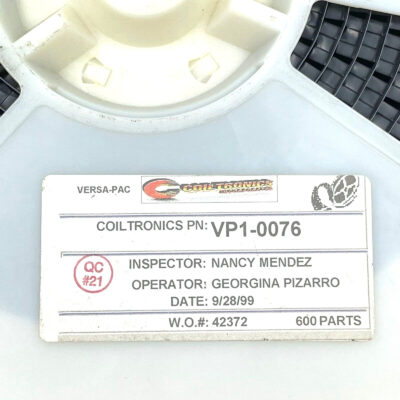 VERSA-PAC
COILTRONICS
COILTRONICS PN: VP1-0076
QC
#21
INSPECTOR: NANCY MENDEZ
OPERATOR: GEORGINA PIZARRO
DATE: 9/28/99
W.O.#: 42372 600 PARTS